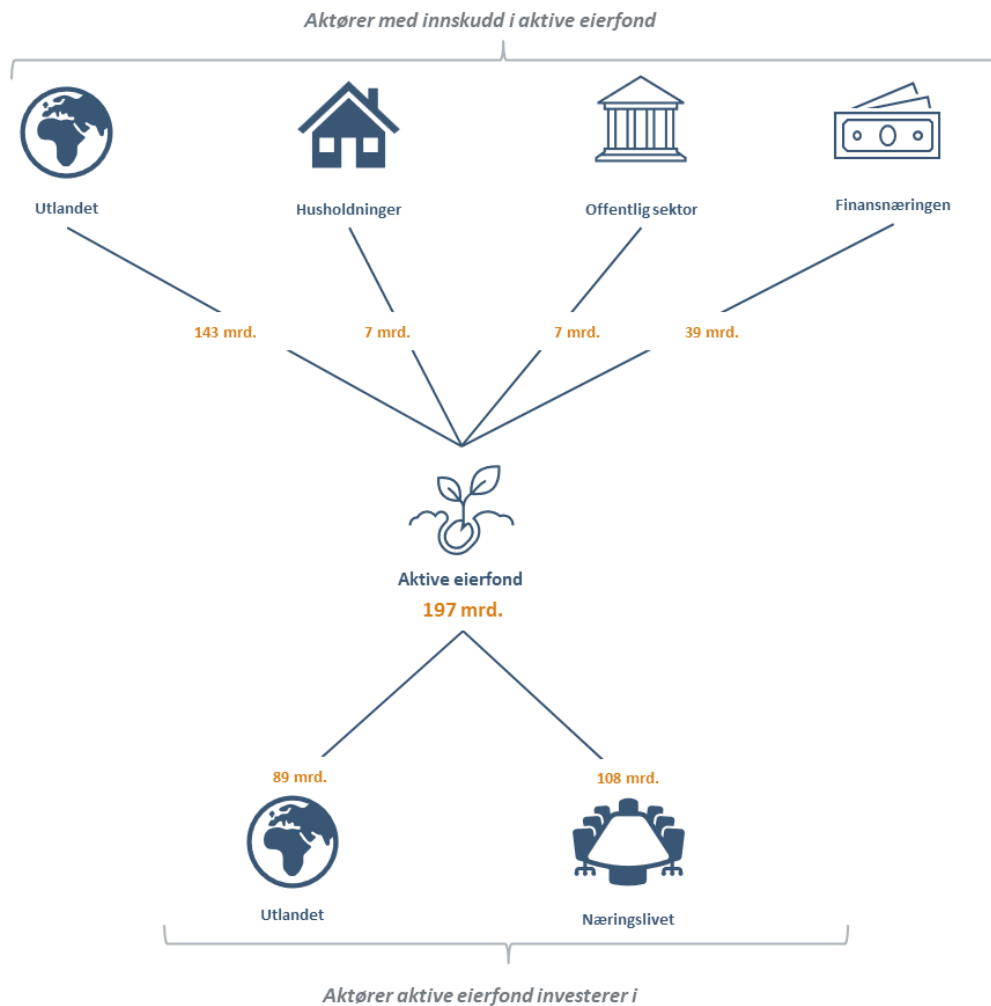 Aktører med innskudd i aktive eierfond
Utlandet
Husholdninger
Offentlig sektor
Finansnæringen
143 mrd.
7 mrd.
7 mrd.
39 mrd.
Aktive eierfond
197 mrd.
89 mrd.
108 mrd.
Utlandet
Næringslivet
Aktører aktive eierfond investerer i